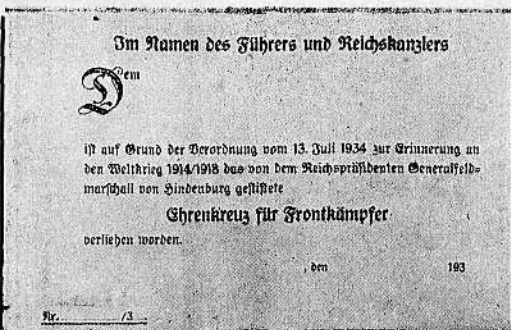 Im Namen des Führers und Reichskanzlers
Dem
ist auf Grund der Verordnung vom 13. Juli 1934 zur Erinnerung an
den Weltkrieg 1914/1918 das von dem Reichspräsidenten Generalfeld-
marschall von Hindenburg gestiftete
Ehrenkreuz für Frontkämpfer
verliehen worden.
, den 193
Nr. /3